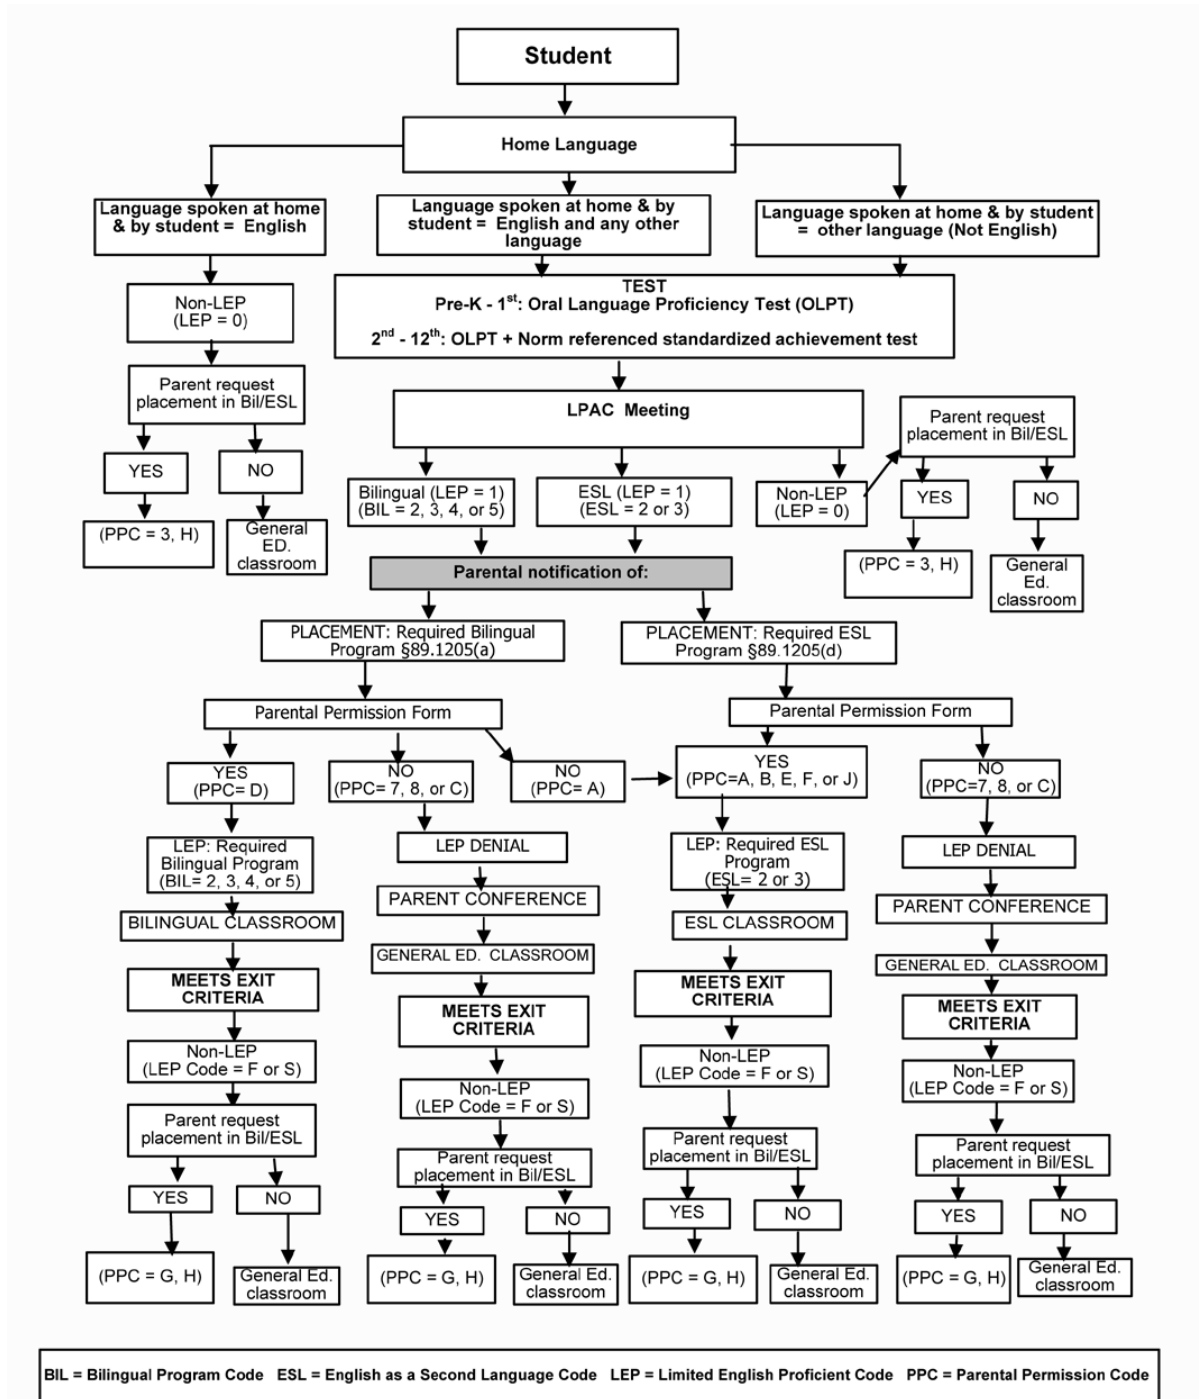 Student
Home Language
Language spoken at home
& by student = English
Language spoken at home & by
student = English and any other
language
Language spoken at home & by student
= other language (Not English)
Non-LEP
(LEP = 0)
TEST
Pre-K - 1st: Oral Language Proficiency Test (OLPT)
2nd - 12th: OLPT + Norm referenced standardized achievement test
Parent request
placement in Bil/ESL
LPAC Meeting
Parent request
placement in Bil/ESL
YES
NO
Bilingual (LEP = 1)
(BIL = 2, 3, 4, or 5)
ESL (LEP = 1)
(ESL = 2 or 3)
Non-LEP
(LEP = 0)
YES
NO
(PPC = 3, H)
General
ED.
classroom
(PPC = 3, H)
General
Ed.
classroom
Parental notification of:
PLACEMENT: Required Bilingual
Program §89.1205(a)
PLACEMENT: Required ESL
Program §89.1205(d)
Parental Permission Form
Parental Permission Form
YES
(PPC= D)
NO
(PPC= 7, 8, or C)
NO
(PPC= A)
YES
(PPC=A, B, E, F, or J)
NO
(PPC=7, 8, or C)
LEP: Required
Bilingual Program
(BIL= 2, 3, 4, or 5)
LEP DENIAL
LEP: Required ESL
Program
(ESL= 2 or 3)
LEP DENIAL
BILINGUAL CLASSROOM
PARENT CONFERENCE
ESL CLASSROOM
PARENT CONFERENCE
GENERAL ED. CLASSROOM
GENERAL ED. CLASSROOM
MEETS EXIT
CRITERIA
MEETS EXIT
CRITERIA
MEETS EXIT
CRITERIA
MEETS EXIT
CRITERIA
Non-LEP
(LEP Code = F or S)
Non-LEP
(LEP Code = F or S)
Non-LEP
(LEP Code = F or S)
Non-LEP
(LEP Code = F or S)
Parent request
placement in Bil/ESL
Parent request
placement in Bil/ESL
Parent request
placement in Bil/ESL
Parent request
placement in Bil/ESL
YES
NO
YES
NO
YES
NO
YES
NO
(PPC = G, H)
General Ed.
classroom
(PPC = G, H)
General Ed.
classroom
(PPC = G, H)
General Ed.
classroom
(PPC = G, H)
General Ed.
classroom
BIL = Bilingual Program Code ESL = English as a Second Language Code LEP = Limited English Proficient Code PPC = Parental Permission Code